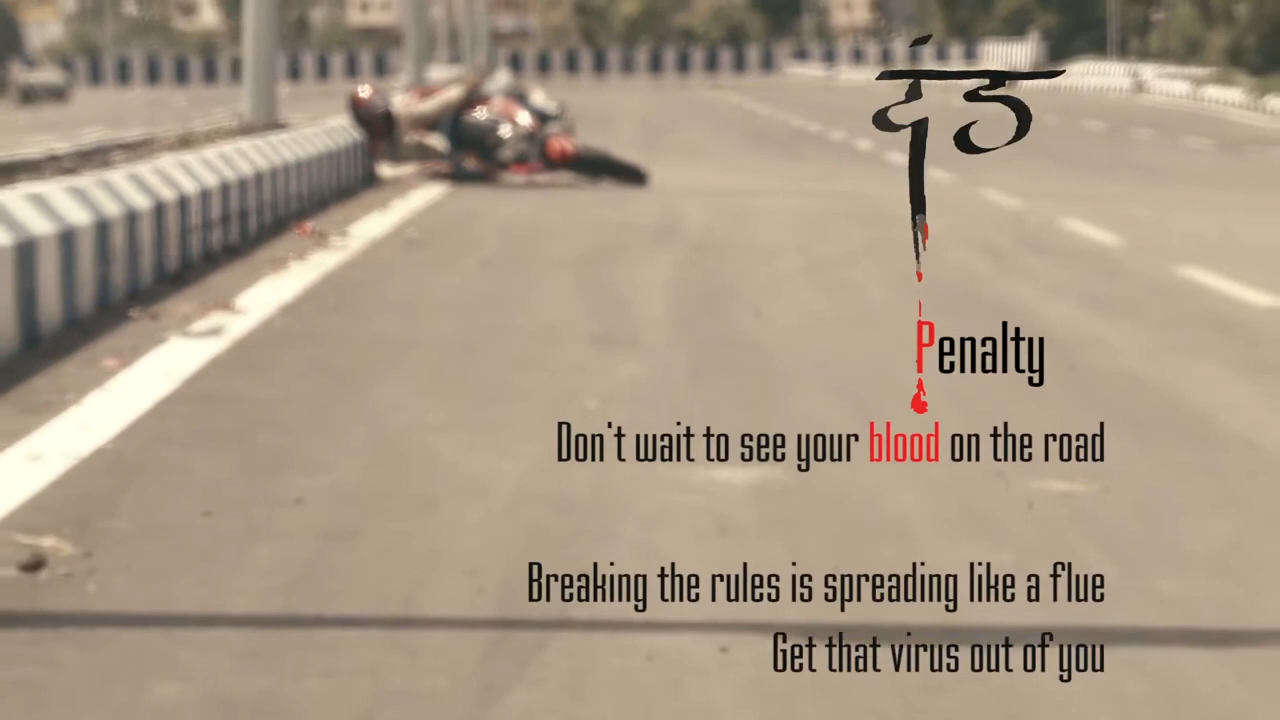 दंड
Penalty
Don't wait to see your blood on the road
Breaking the rules is spreading like a flue
Get that virus out of you